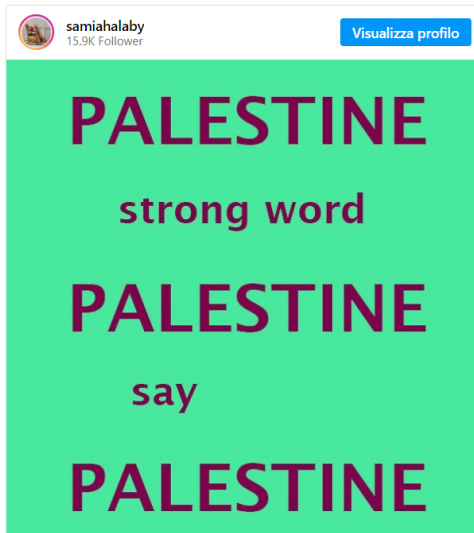 samiahalaby
15.9K Follower
Visualizza profilo
PALESTINE
strong word
PALESTINE
say
PALESTINE